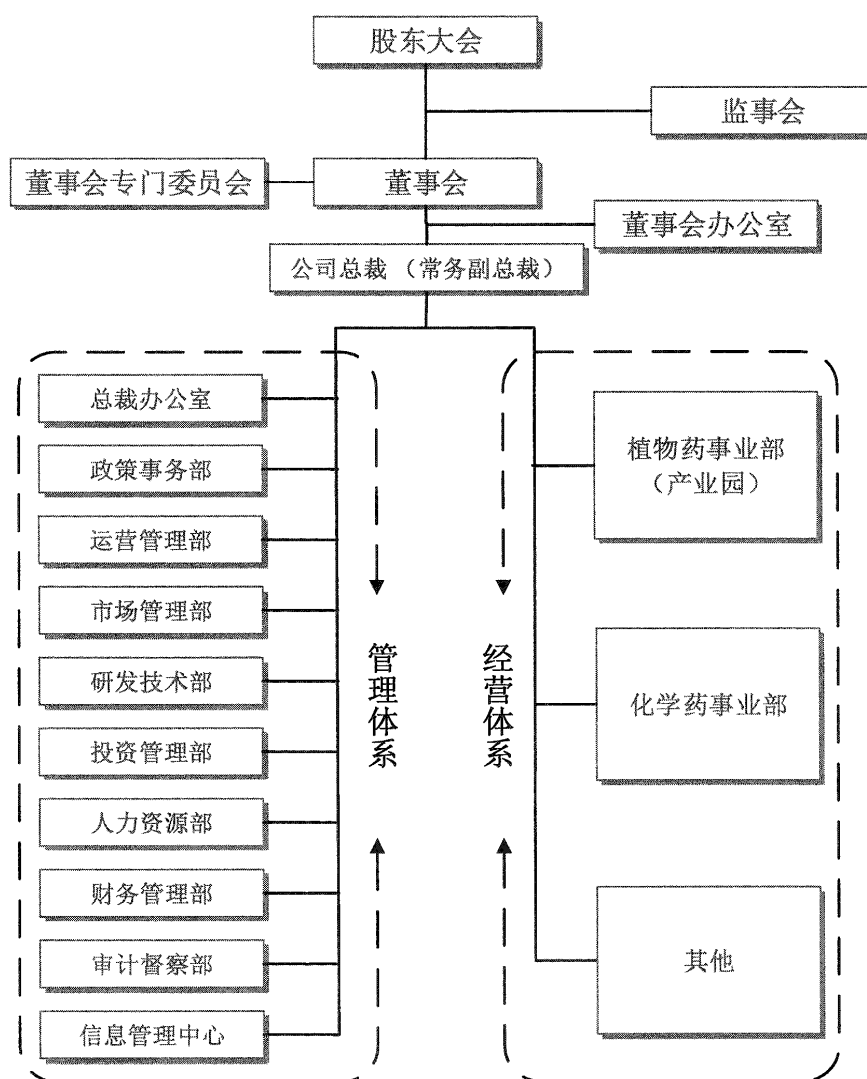 股东大会
监事会
董事会专门委员会
董事会
董事会办公室
公司总裁 （常务副总裁）
总裁办公室
政策事务部
运营管理部
市场管理部
研发技术部
投资管理部
人力资源部
财务管理部
审计督察部
信息管理中心
管理体系
经营体系
植物药事业部
（产业园）
化学药事业部
其他